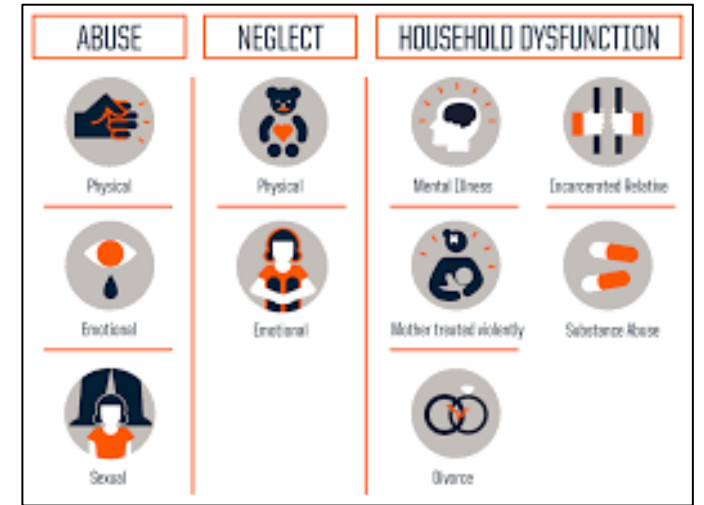 ABUSE
NEGLECT
HOUSEHOLD DYSFUNCTION
Physical
Physical
Mental Illness
Incarcerated Relative
Emotional
Emotional
Mother treated violently
Substance Abuse
Sexual
Divorce